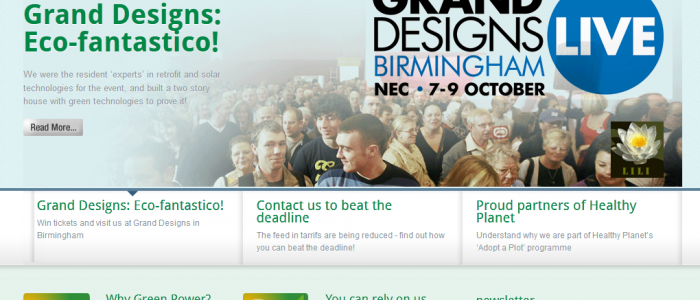 Grand Designs:
Eco-fantastico!
We were the resident 'experts' in retrofit and solar
technologies for the event, and built a two story
house with green technologies to prove it!
Read More...
GRAND
DESIGNS
LIVE
BIRMINGHAM
NEC • 7-9 OCTOBER
LILI
Grand Designs: Eco-fantastico!
Win tickets and visit us at Grand Designs in
Birmingham
Contact us to beat the
deadline
The feed in tarrifs are being reduced - find out how
you can beat the deadline!
Proud partners of Healthy
Planet
Understand why we are part of Healthy Planet's
'Adopt a Plot' programme
Why Green Power?
You can rely on us
newsletter